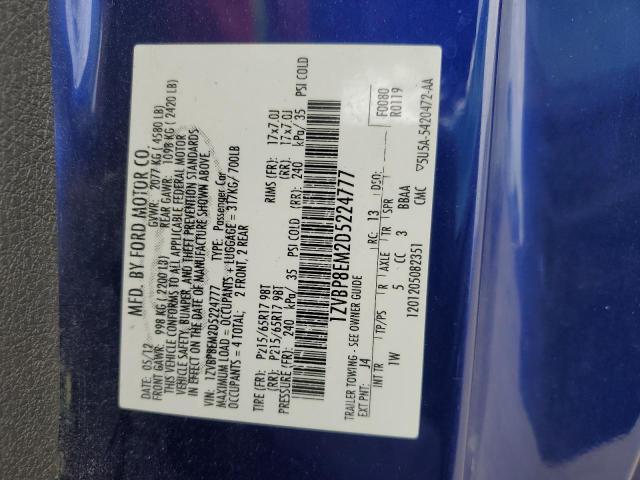 MFD. BY FORD MOTOR CO.
DATE: 05/12 GVWR: 2077 KG ( 4580 LB)
FRONT GAWR: 998 KG ( 2200 LB) REAR GAWR: 1098 KG ( 2420 LB)
THIS VEHICLE CONFORMS TO ALL APPLICABLE FEDERAL MOTOR
VEHICLE SAFETY, BUMPER, AND THEFT PREVENTION STANDARDS
IN EFFECT ON THE DATE OF MANUFACTURE SHOWN ABOVE.
VIN: 1ZVBP8EM2D5224777 TYPE: Passenger Car
MAXIMUM LOAD = OCCUPANTS + LUGGAGE = 317KG/ 700LB
OCCUPANTS = 4 TOTAL; 2 FRONT, 2 REAR
TIRE (FR): P215/65R17 98T RIMS (FR): 17x7.0J
(RR): P215/65R17 98T (RR): 17x7.0J
PRESSURE (FR): 240 kPa/ 35 PSI COLD (RR): 240 kPa/ 35 PSI COLD
1ZVBP8EM2D5224777
F0080
R0119
TRAILER TOWING - SEE OWNER GUIDE
EXT PNT: J4 RC: 13 DSO:
INT TR TP/PS R AXLE TR SPR
1W 5 CC 3 BBAA
1201205082351 CMC ▽5U5A-5420472-AA